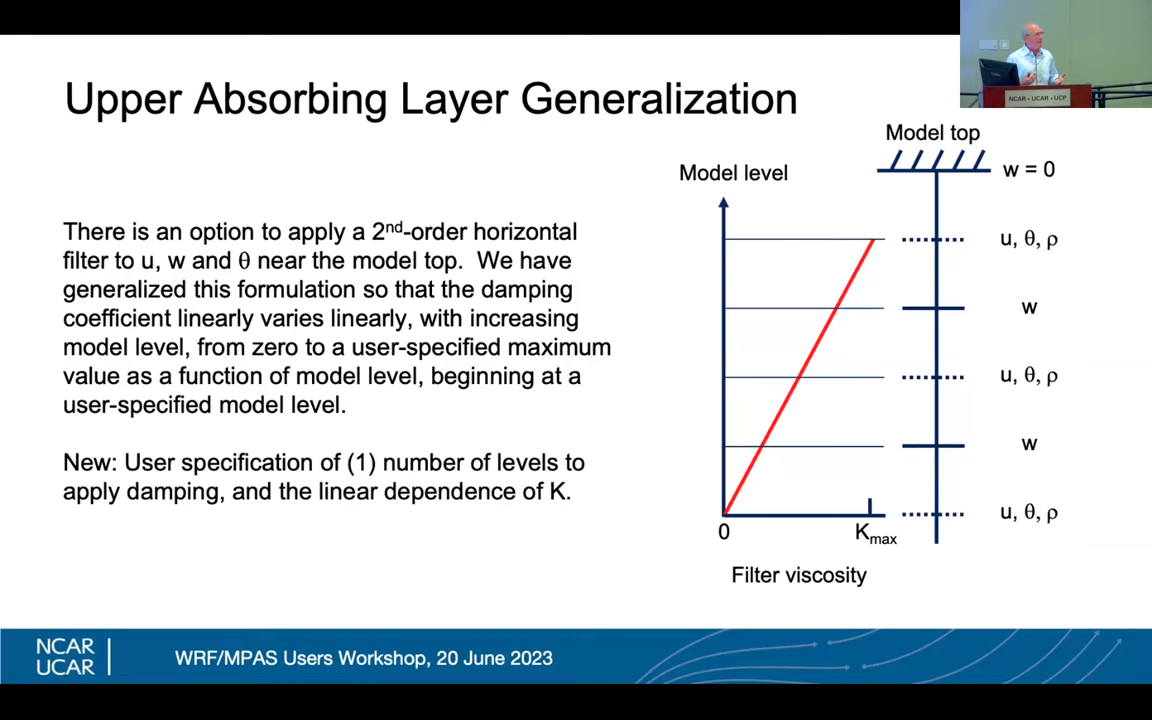 Upper Absorbing Layer Generalization
NCAR • UCAR • UCP
There is an option to apply a 2nd-order horizontal
filter to u, w and θ near the model top.  We have
generalized this formulation so that the damping
coefficient linearly varies linearly, with increasing
model level, from zero to a user-specified maximum
value as a function of model level, beginning at a
user-specified model level.
New: User specification of (1) number of levels to
apply damping, and the linear dependence of K.
Model top
w = 0
Model level
u, θ, ρ
w
u, θ, ρ
w
u, θ, ρ
0
Kmax
Filter viscosity
NCAR
UCAR
WRF/MPAS Users Workshop, 20 June 2023